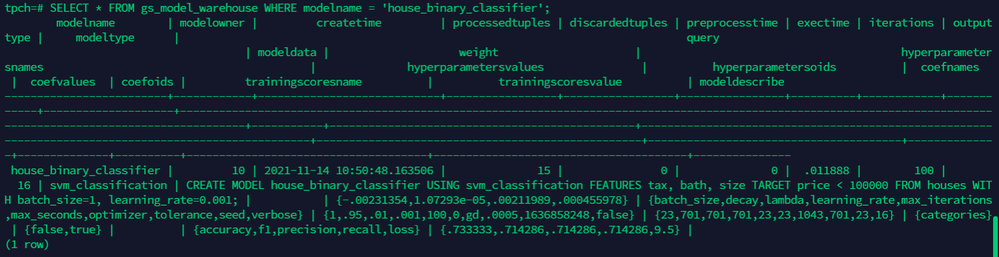 tpch=# SELECT * FROM gs_model_warehouse WHERE modelname = 'house_binary_classifier';
modelname | modelowner | createtime | processedtuples | discardedtuples | preprocesstime | exectime | iterations | output
type | modeltype | query
| modeldata | weight | hyperparameter
snames | hyperparametersvalues | hyperparametersoids | coefnames
| coefvalues | coefoids | trainingscoresname | trainingscoresvalue | modeldescribe
house_binary_classifier | 10 | 2021-11-14 10:50:48.163506 | 15 | 0 | 0 | .011888 | 100 |
16 | svm_classification | CREATE MODEL house_binary_classifier USING svm_classification FEATURES tax, bath, size TARGET price < 100000 FROM houses WIT
H batch_size=1, learning_rate=0.001; | | {-.00231354,1.07293e-05,.00211989,.000455978} | {batch_size,decay,lambda,learning_rate,max_iterations
,max_seconds,optimizer,tolerance,seed,verbose} | {1,.95,.01,.001,100,0,gd,.0005,1636858248,false} | {23,701,701,701,23,23,1043,701,23,16} | {categories}
| {false,true} | | {accuracy,f1,precision,recall,loss} | {.733333,.714286,.714286,.714286,9.5} |
(1 row)